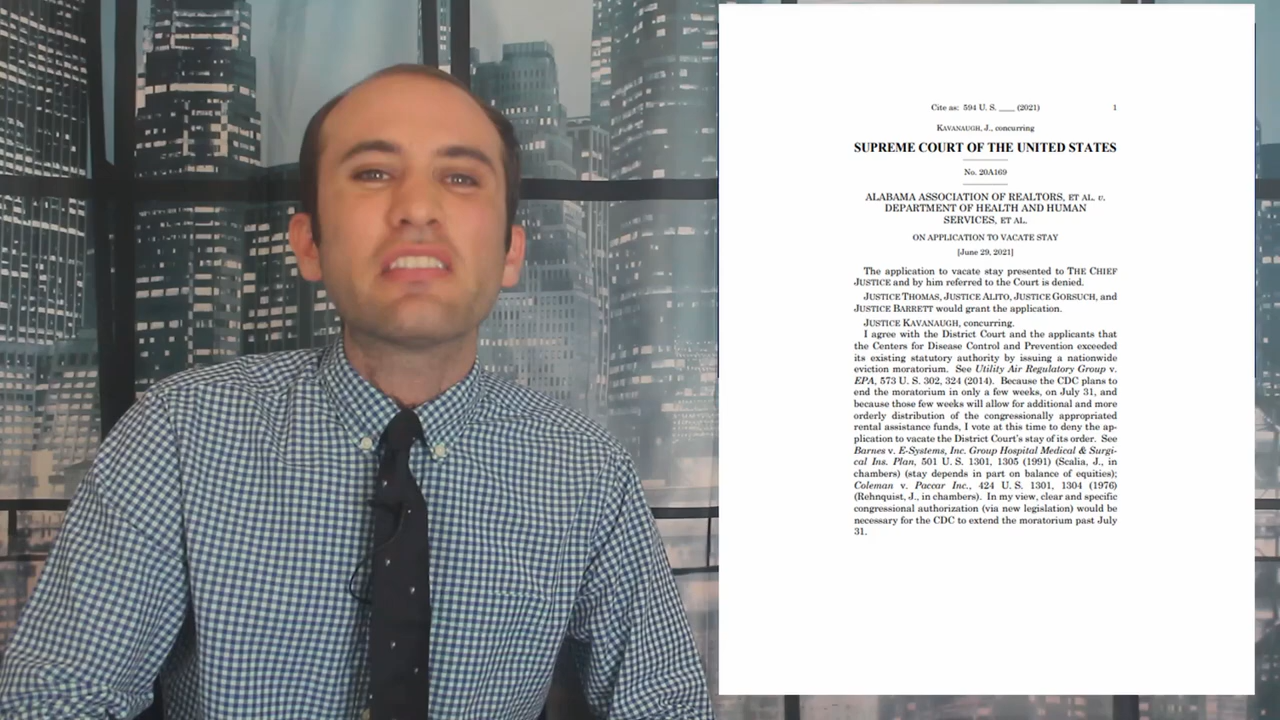 Cite as: 594 U. S. ____ (2021) 1
KAVANAUGH, J., concurring
SUPREME COURT OF THE UNITED STATES
No. 20A169
ALABAMA ASSOCIATION OF REALTORS, ET AL. v.
DEPARTMENT OF HEALTH AND HUMAN
SERVICES, ET AL.
ON APPLICATION TO VACATE STAY
[June 29, 2021]
The application to vacate stay presented to THE CHIEF
JUSTICE and by him referred to the Court is denied.
JUSTICE THOMAS, JUSTICE ALITO, JUSTICE GORSUCH, and
JUSTICE BARRETT would grant the application.
JUSTICE KAVANAUGH, concurring.
I agree with the District Court and the applicants that
the Centers for Disease Control and Prevention exceeded
its existing statutory authority by issuing a nationwide
eviction moratorium. See Utility Air Regulatory Group v.
EPA, 573 U. S. 302, 324 (2014). Because the CDC plans to
end the moratorium in only a few weeks, on July 31, and
because those few weeks will allow for additional and more
orderly distribution of the congressionally appropriated
rental assistance funds, I vote at this time to deny the ap-
plication to vacate the District Court's stay of its order. See
Barnes v. E-Systems, Inc. Group Hospital Medical & Surgi-
cal Ins. Plan, 501 U. S. 1301, 1305 (1991) (Scalia, J., in
chambers) (stay depends in part on balance of equities);
Coleman v. Paccar Inc., 424 U. S. 1301, 1304 (1976)
(Rehnquist, J., in chambers). In my view, clear and specific
congressional authorization (via new legislation) would be
necessary for the CDC to extend the moratorium past July
31.